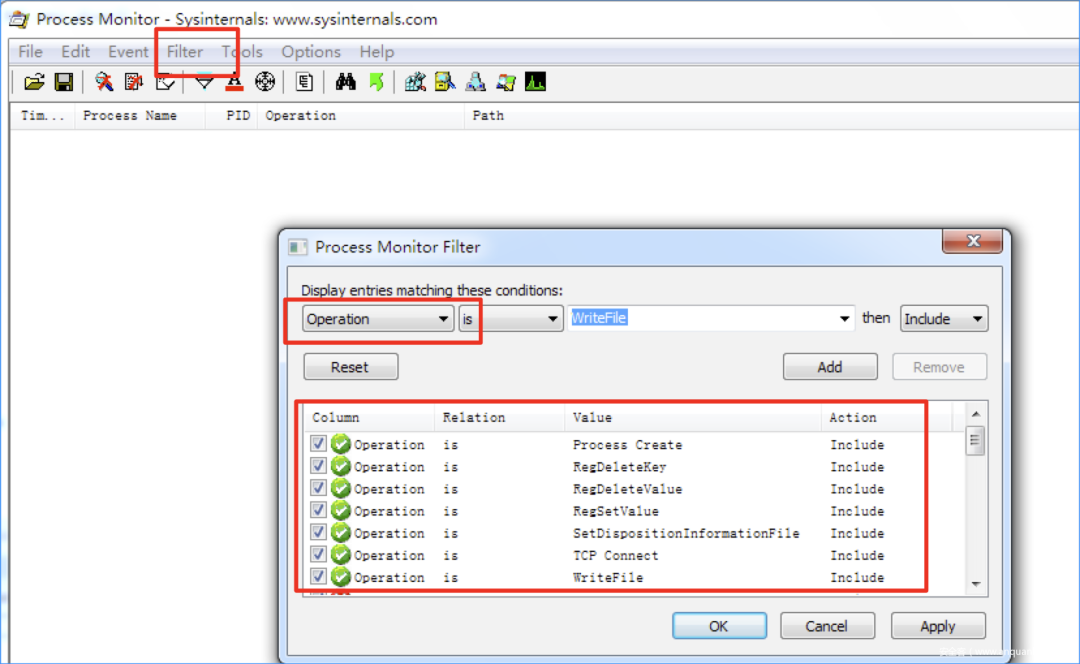 Process Monitor - Sysinternals: www.sysinternals.com
File Edit Event Filter Tools Options Help
Tim... Process Name PID Operation Path
Process Monitor Filter
Display entries matching these conditions:
Operation is WriteFile then Include
Reset Add Remove
Column Relation Value Action
Operation is Process Create Include
Operation is RegDeleteKey Include
Operation is RegDeleteValue Include
Operation is RegSetValue Include
Operation is SetDispositionInformationFile Include
Operation is TCP Connect Include
Operation is WriteFile Include
OK Cancel Apply